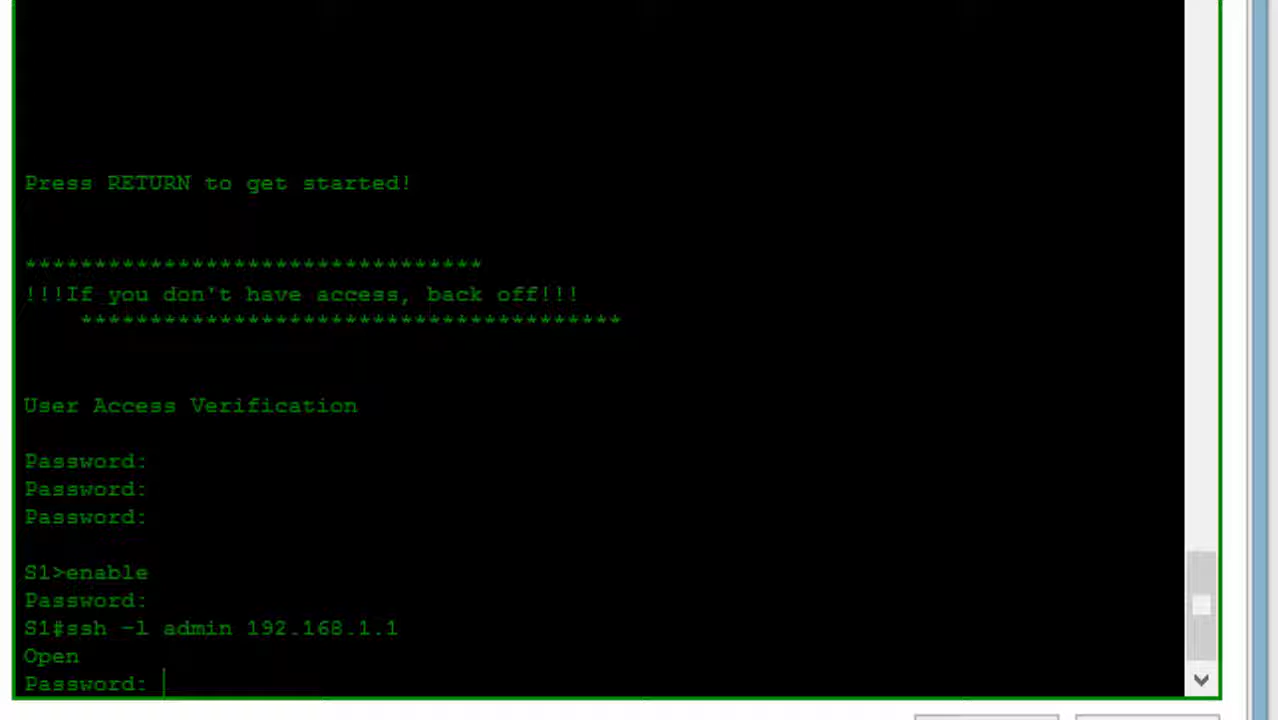 Press RETURN to get started!
*********************************
!!!If you don't have access, back off!!!
***************************************
User Access Verification
Password:
Password:
Password:
S1>enable
Password:
S1#ssh -l admin 192.168.1.1
Open
Password: